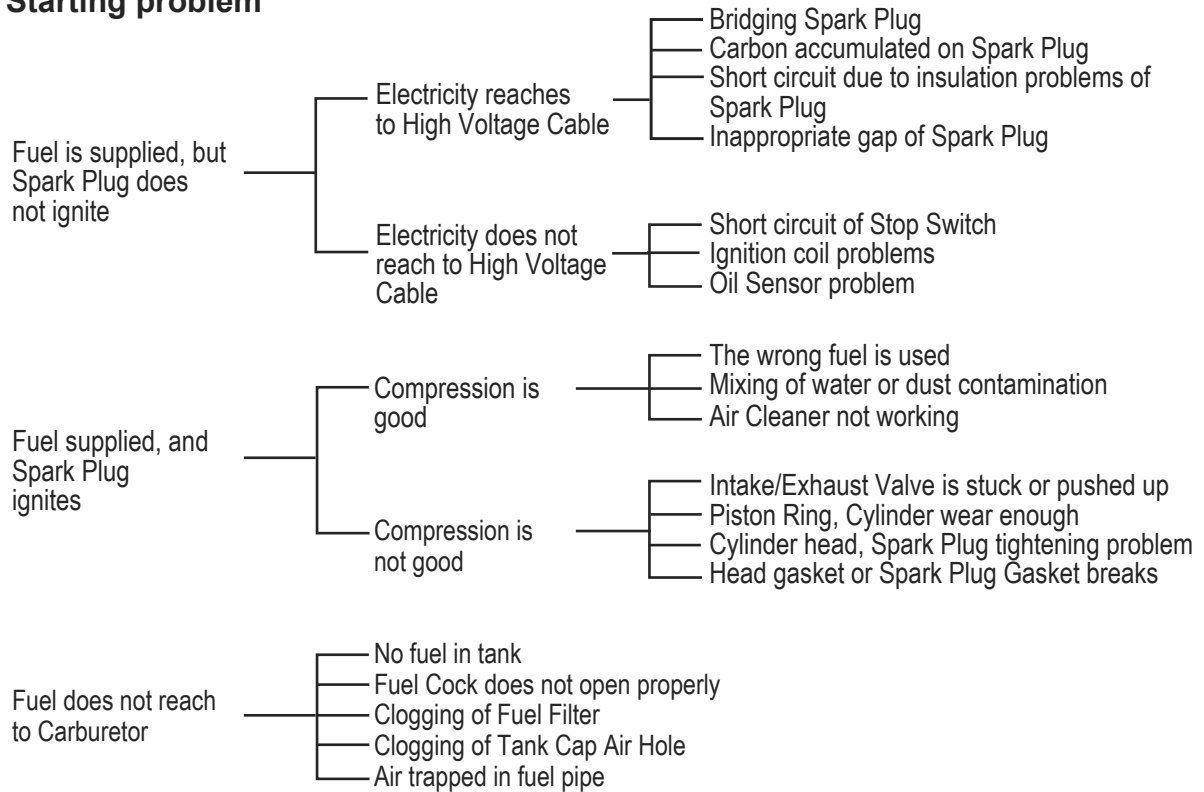 Starting problem
Fuel is supplied, but
Spark Plug does
not ignite
Electricity reaches
to High Voltage Cable
Bridging Spark Plug
Carbon accumulated on Spark Plug
Short circuit due to insulation problems of
Spark Plug
Inappropriate gap of Spark Plug
Electricity does not
reach to High Voltage
Cable
Short circuit of Stop Switch
Ignition coil problems
Oil Sensor problem
Fuel supplied, and
Spark Plug
ignites
Compression is
good
The wrong fuel is used
Mixing of water or dust contamination
Air Cleaner not working
Compression is
not good
Intake/Exhaust Valve is stuck or pushed up
Piston Ring, Cylinder wear enough
Cylinder head, Spark Plug tightening problem
Head gasket or Spark Plug Gasket breaks
Fuel does not reach
to Carburetor
No fuel in tank
Fuel Cock does not open properly
Clogging of Fuel Filter
Clogging of Tank Cap Air Hole
Air trapped in fuel pipe